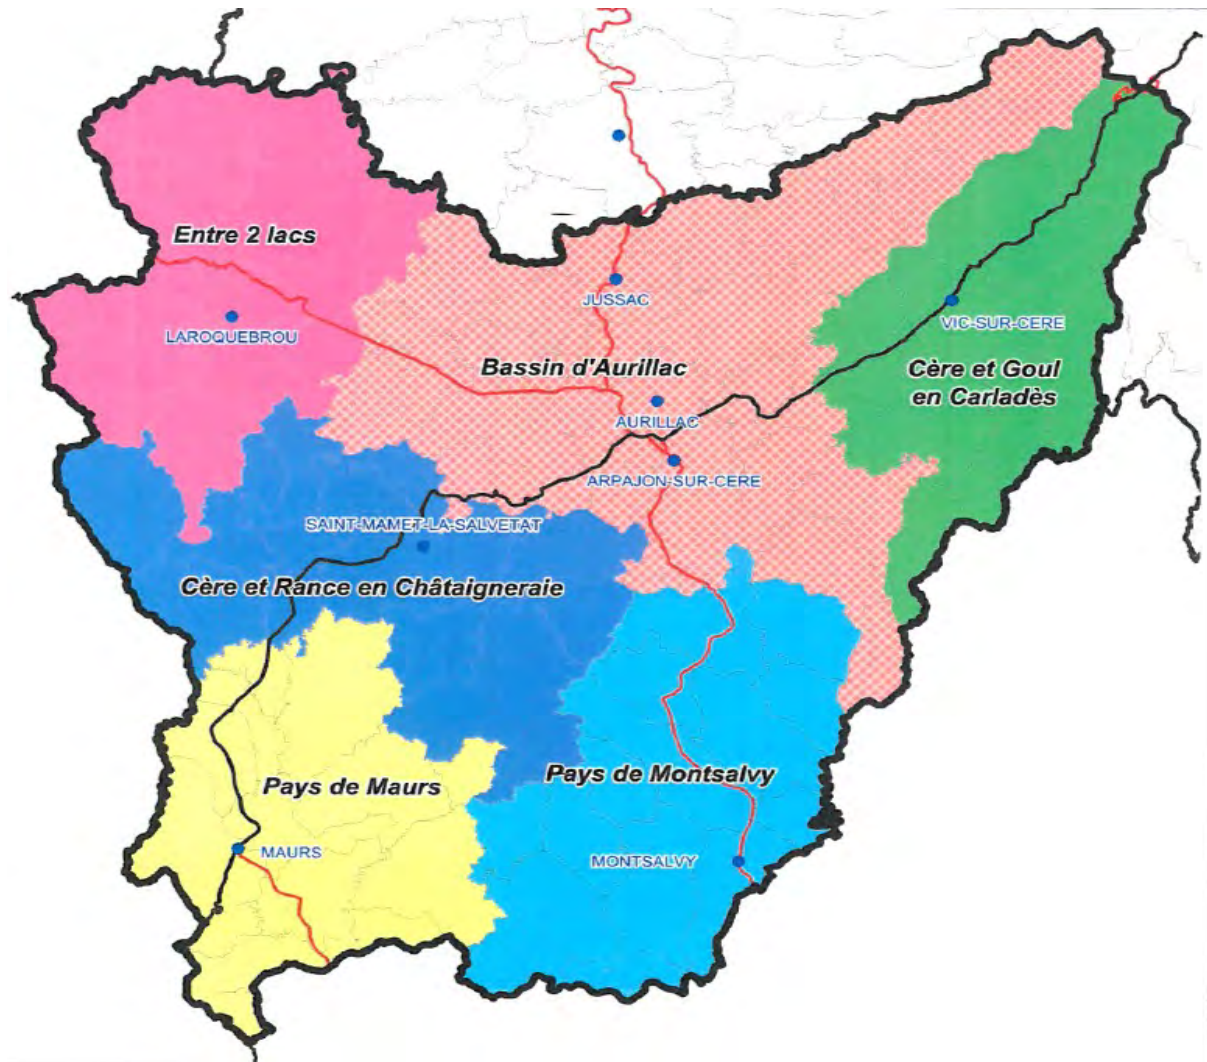 Entre 2 lacs
JUSSAC
VIC-SUR-CERE
LAROQUEBROU
Bassin d'Aurillac
Cère et Goul
en Carladès
AURILLAC
ARPAJON-SUR-CERE
SAINT-MAMET-LA-SALVETAT
Cère et Rance en Châtaigneraie
Pays de Montsalvy
Pays de Maurs
MAURS
MONTSALVY